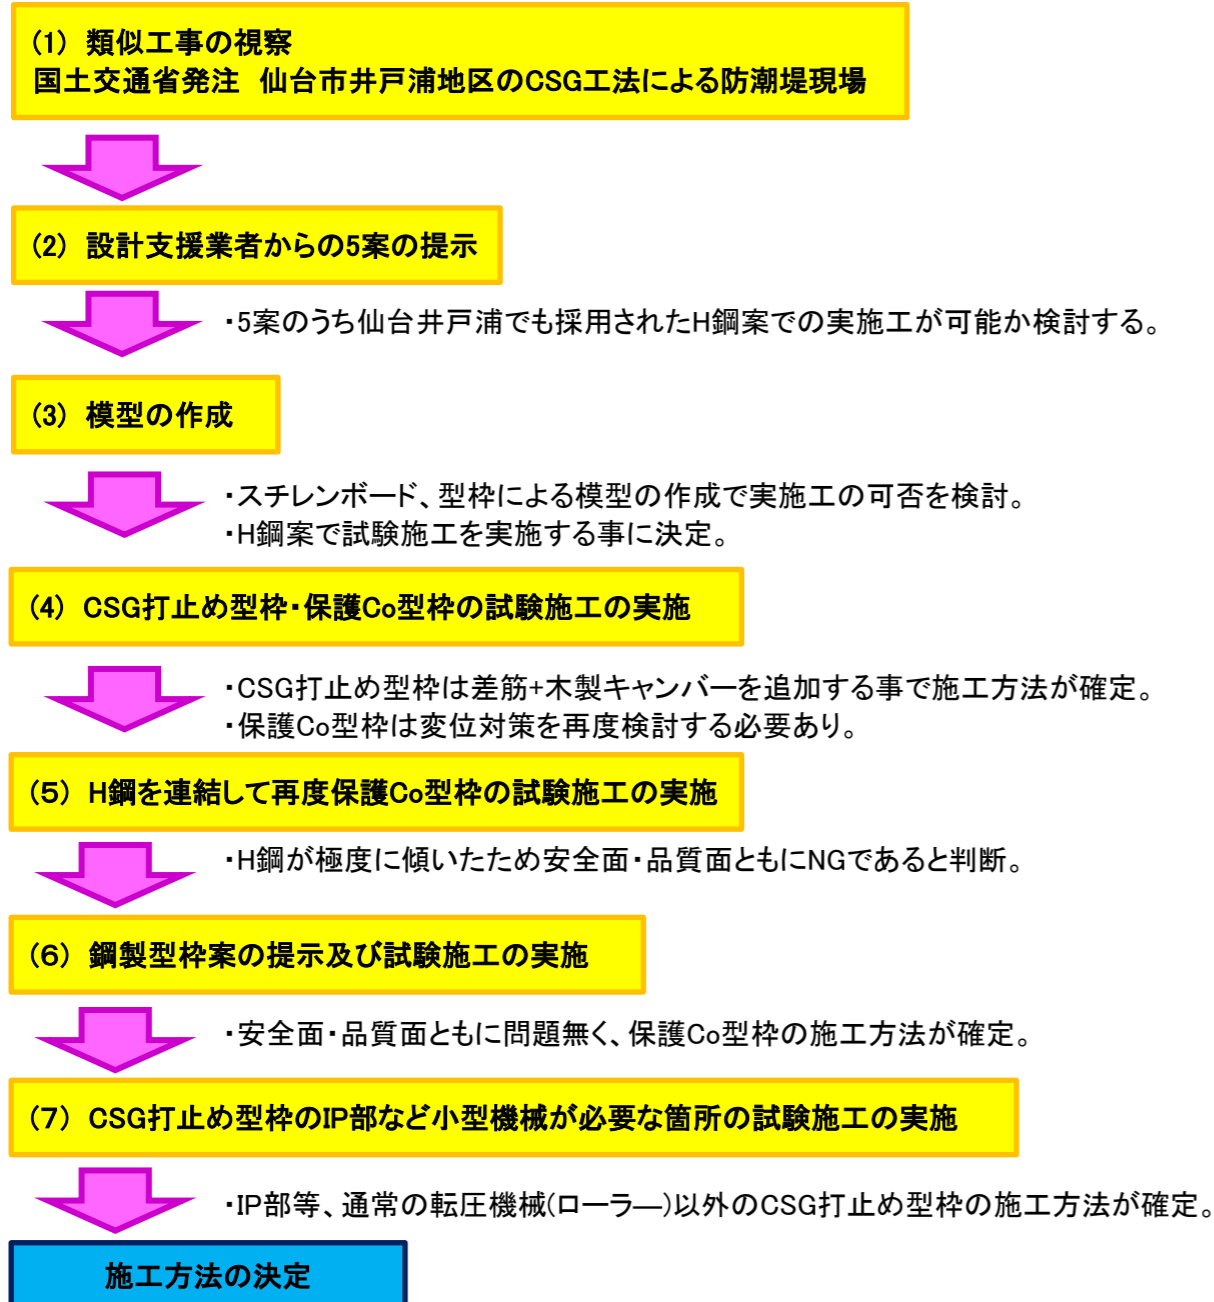 (1) 類似工事の視察
国土交通省発注 仙台市井戸浦地区のCSG工法による防潮堤現場
(2) 設計支援業者からの5案の提示
・5案のうち仙台井戸浦でも採用されたH鋼案での実施工が可能か検討する。
(3) 模型の作成
・スチレンボード、型枠による模型の作成で実施工の可否を検討。
・H鋼案で試験施工を実施する事に決定。
(4) CSG打止め型枠・保護Co型枠の試験施工の実施
・CSG打止め型枠は差筋+木製キャンバーを追加する事で施工方法が確定。
・保護Co型枠は変位対策を再度検討する必要あり。
(5) H鋼を連結して再度保護Co型枠の試験施工の実施
・H鋼が極度に傾いたため安全面・品質面ともにNGであると判断。
(6) 鋼製型枠案の提示及び試験施工の実施
・安全面・品質面ともに問題無く、保護Co型枠の施工方法が確定。
(7) CSG打止め型枠のIP部など小型機械が必要な箇所の試験施工の実施
・IP部等、通常の転圧機械(ローラ―)以外のCSG打止め型枠の施工方法が確定。
施工方法の決定